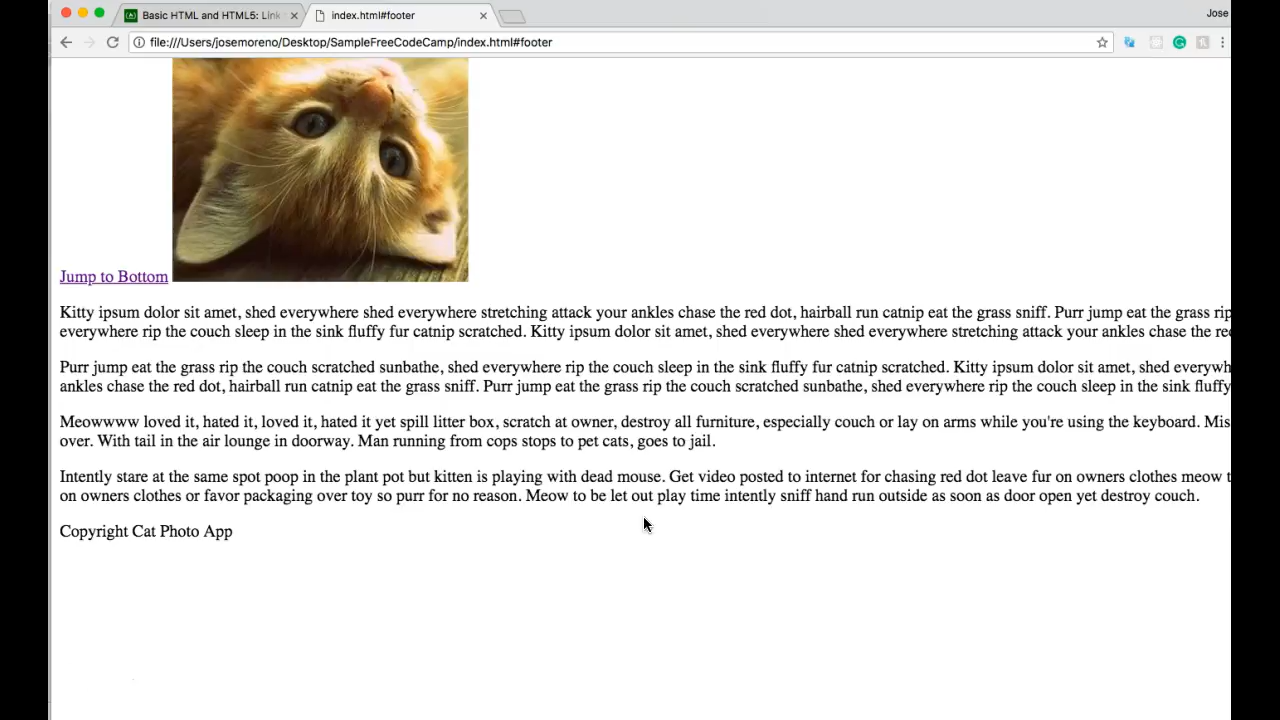 Basic HTML and HTML5: Link
index.html#footer
Jose
file:///Users/josemoreno/Desktop/SampleFreeCodeCamp/index.html#footer
Jump to Bottom
Kitty ipsum dolor sit amet, shed everywhere shed everywhere stretching attack your ankles chase the red dot, hairball run catnip eat the grass sniff. Purr jump eat the grass rip
everywhere rip the couch sleep in the sink fluffy fur catnip scratched. Kitty ipsum dolor sit amet, shed everywhere shed everywhere stretching attack your ankles chase the
Purr jump eat the grass rip the couch scratched sunbathe, shed everywhere rip the couch sleep in the sink fluffy fur catnip scratched. Kitty ipsum dolor sit amet, shed
ankles chase the red dot, hairball run catnip eat the grass sniff. Purr jump eat the grass rip the couch scratched sunbathe, shed everywhere rip the couch sleep in the sink fluffy
Meowwww loved it, hated it, loved it, hated it yet spill litter box, scratch at owner, destroy all furniture, especially couch or lay on arms while you're using the keyboard. Mis
over. With tail in the air lounge in doorway. Man running from cops stops to pet cats, goes to jail.
Intently stare at the same spot poop in the plant pot but kitten is playing with dead mouse. Get video posted to internet for chasing red dot leave fur on owners clothes meow
on owners clothes or favor packaging over toy so purr for no reason. Meow to be let out play time intently sniff hand run outside as soon as door open yet destroy couch.
Copyright Cat Photo App